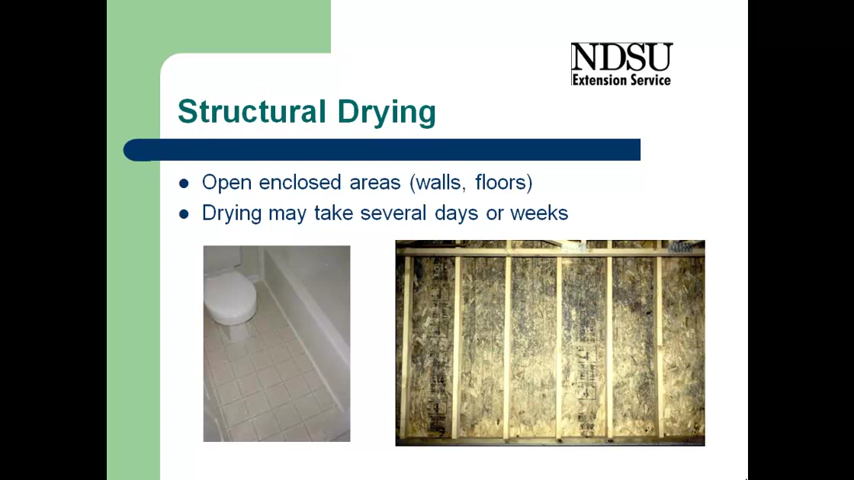 NDSU
Extension Service
Structural Drying
Open enclosed areas (walls, floors)
Drying may take several days or weeks